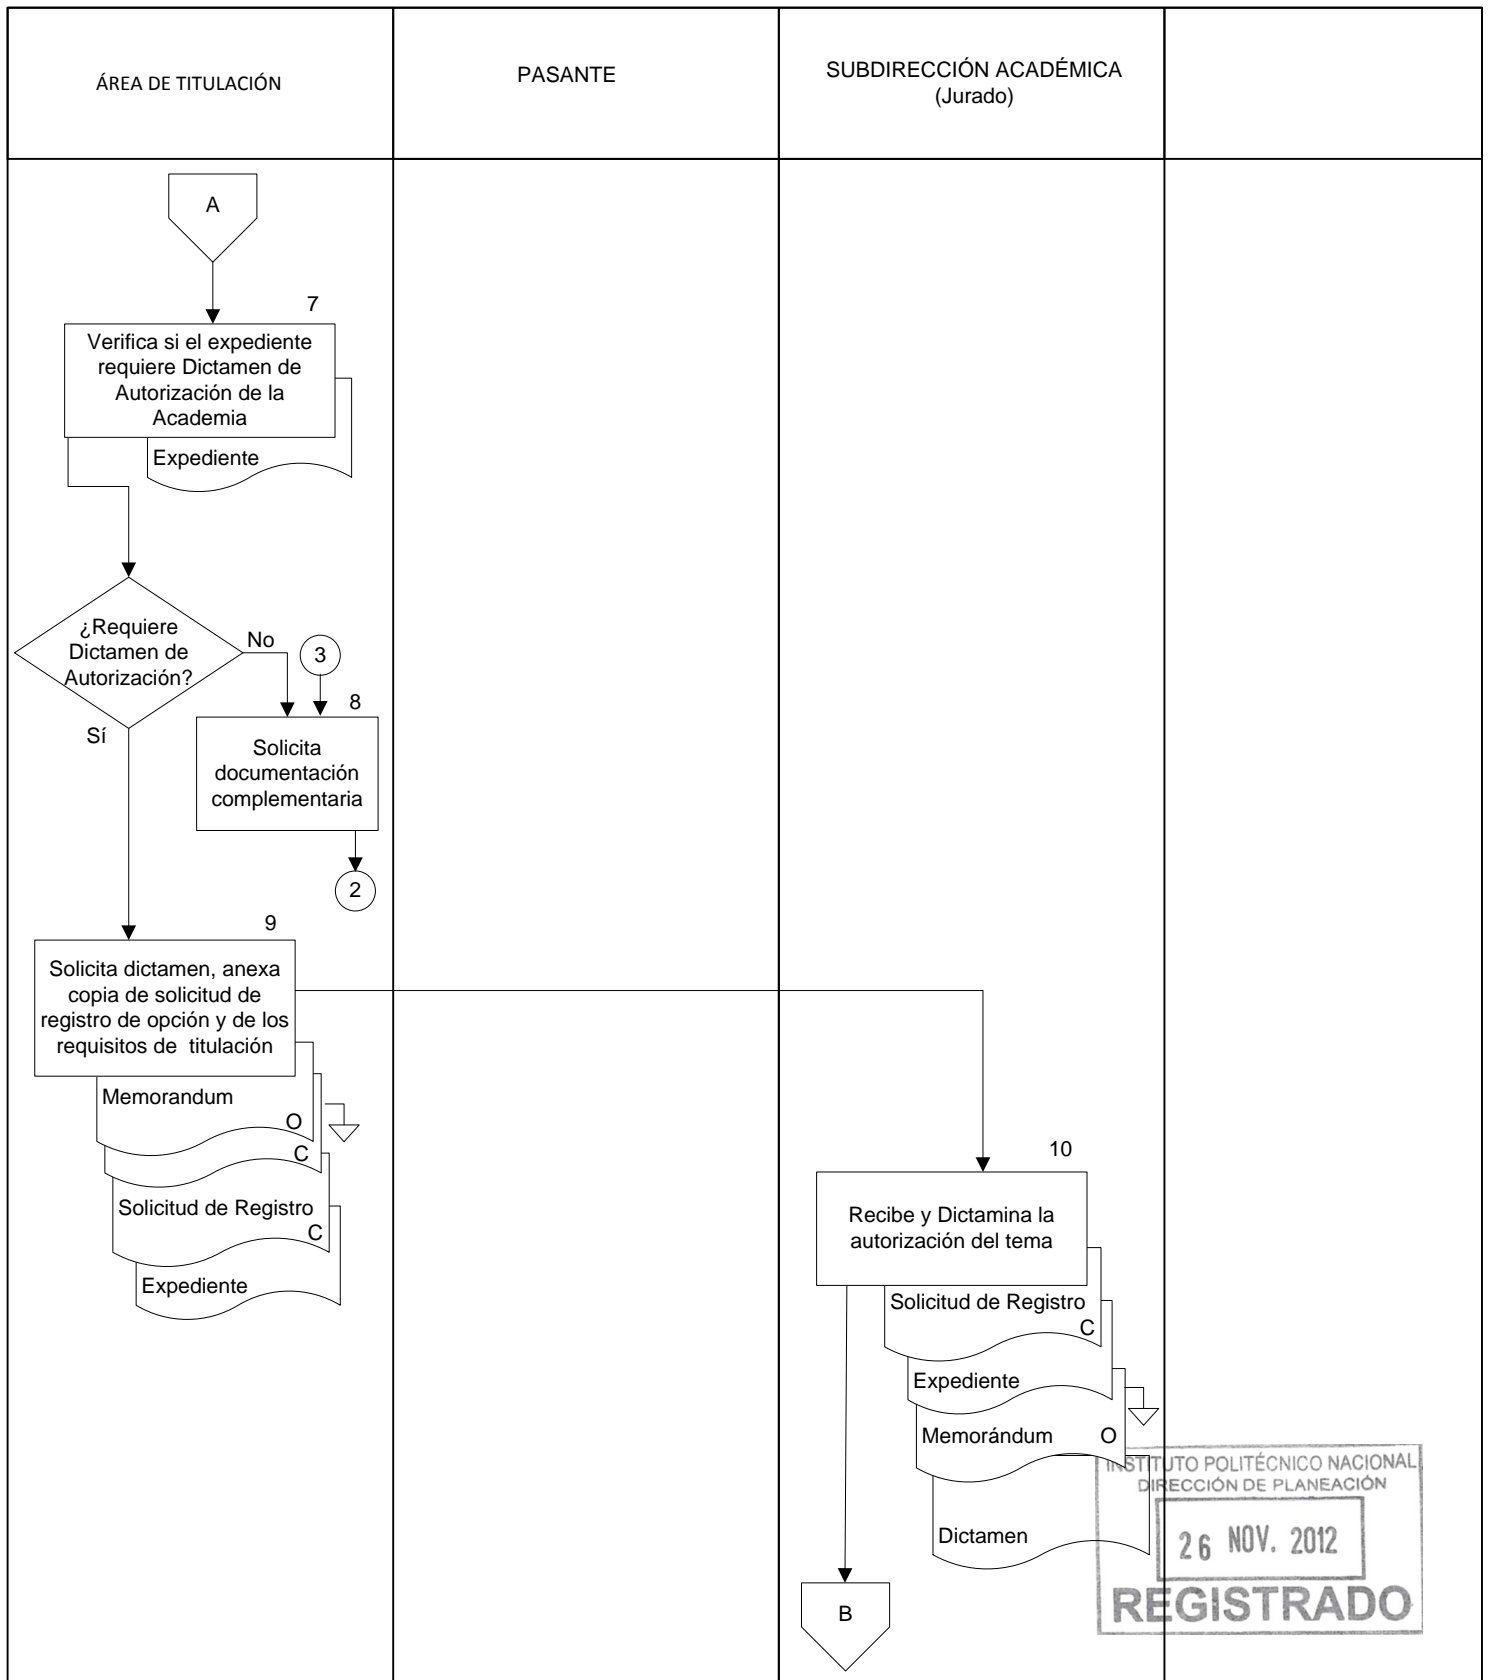 ÁREA DE TITULACIÓN
PASANTE
SUBDIRECCIÓN ACADÉMICA
(Jurado)
A
7
Verifica si el expediente
requiere Dictamen de
Autorización de la
Academia
Expediente
¿Requiere
Dictamen de
Autorización?
No
3
Sí
8
Solicita
documentación
complementaria
2
9
Solicita dictamen, anexa
copia de solicitud de
registro de opción y de los
requisitos de titulación
Memorandum
O
C
Solicitud de Registro
C
Expediente
10
Recibe y Dictamina la
autorización del tema
Solicitud de Registro
C
Expediente
Memorándum O
Dictamen
B
INSTITUTO POLITÉCNICO NACIONAL
DIRECCIÓN DE PLANEACIÓN
26 NOV. 2012
REGISTRADO